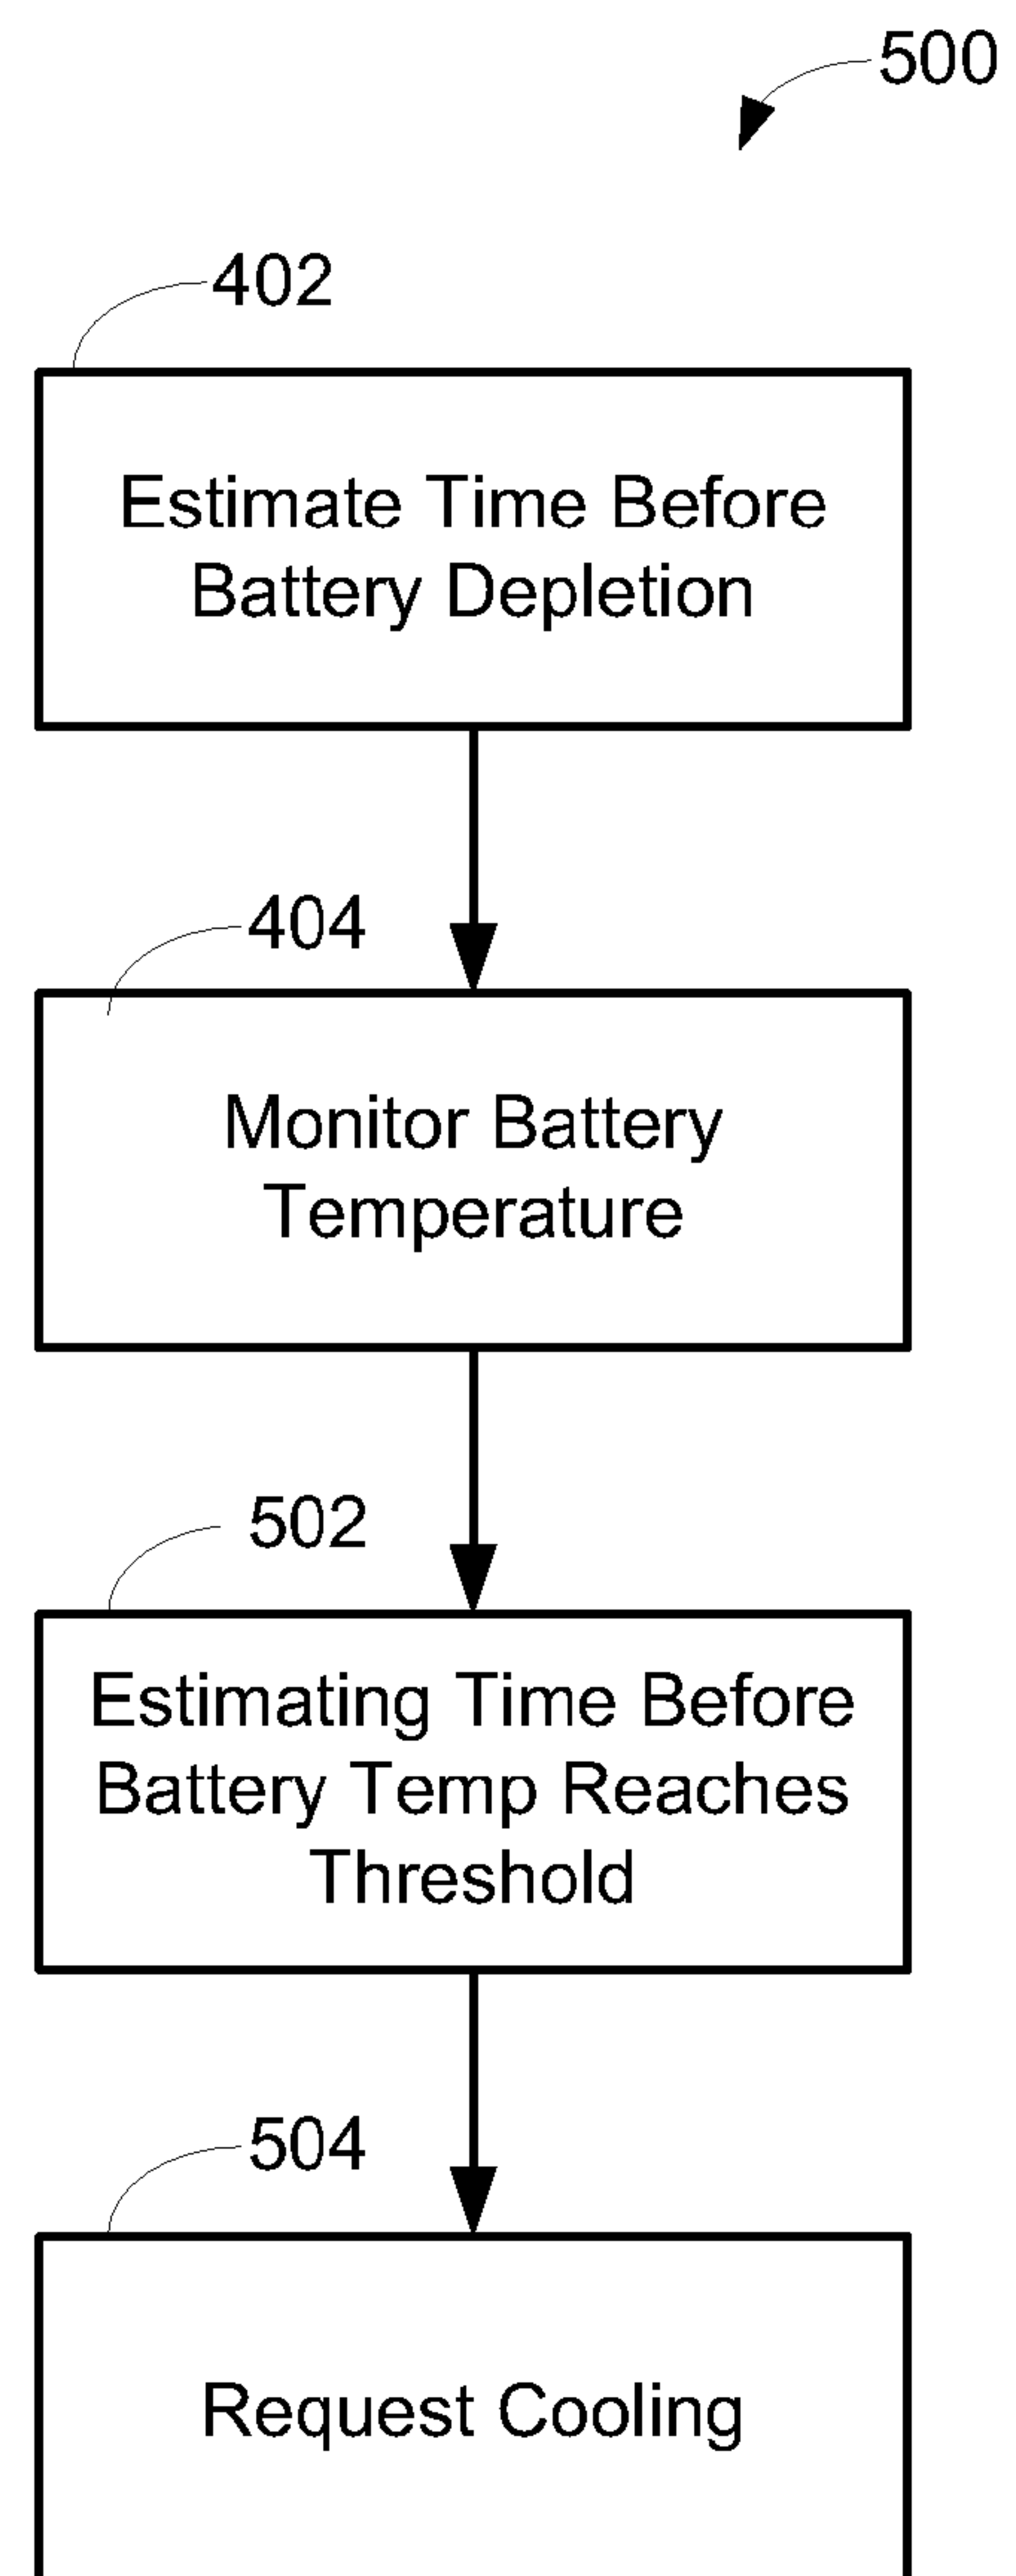 500
402
Estimate Time Before
Battery Depletion
404
Monitor Battery
Temperature
502
Estimating Time Before
Battery Temp Reaches
Threshold
504
Request Cooling